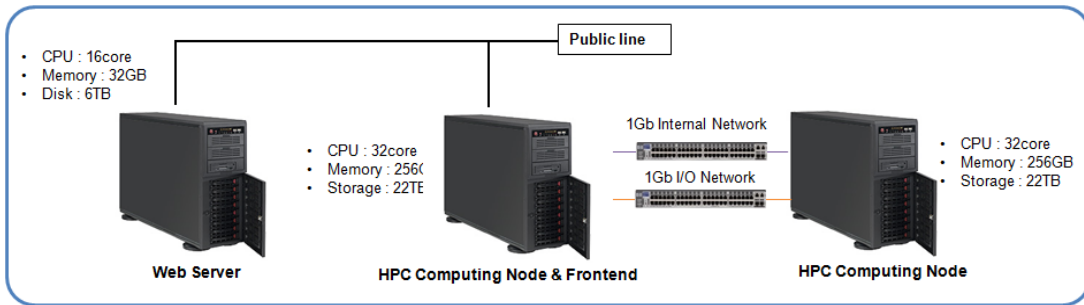 Public line
• CPU : 16core
• Memory : 32GB
• Disk : 6TB
Web Server
• CPU : 32core
• Memory : 256
• Storage : 22TB
HPC Computing Node & Frontend
1Gb Internal Network
1Gb I/O Network
• CPU : 32core
• Memory : 256GB
• Storage : 22TB
HPC Computing Node